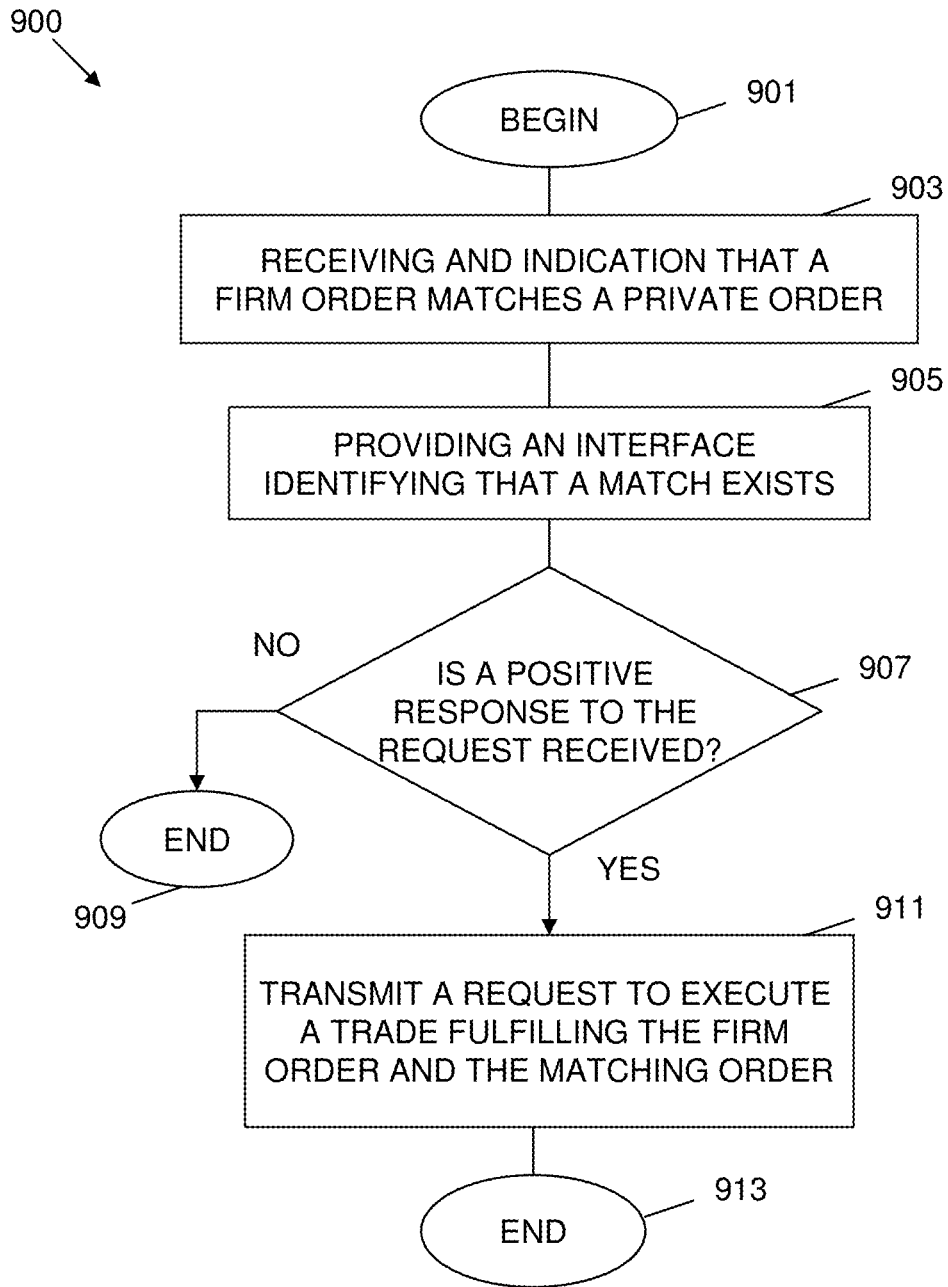 900
BEGIN
901
903
RECEIVING AND INDICATION THAT A
FIRM ORDER MATCHES A PRIVATE ORDER
905
PROVIDING AN INTERFACE
IDENTIFYING THAT A MATCH EXISTS
NO
IS A POSITIVE
RESPONSE TO THE
REQUEST RECEIVED?
907
END
909
YES
911
TRANSMIT A REQUEST TO EXECUTE
A TRADE FULFILLING THE FIRM
ORDER AND THE MATCHING ORDER
END
913